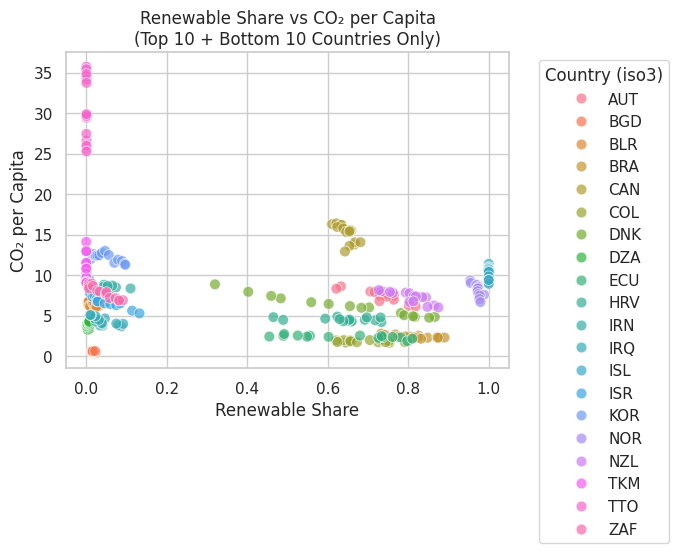 Renewable Share vs CO₂ per Capita
(Top 10 + Bottom 10 Countries Only)
CO₂ per Capita
35
30
25
20
15
10
5
0
0.0 0.2 0.4 0.6 0.8 1.0
Renewable Share
Country (iso3)
AUT
BGD
BLR
BRA
CAN
COL
DNK
DZA
ECU
HRV
IRN
IRQ
ISL
ISR
KOR
NOR
NZL
TKM
TTO
ZAF